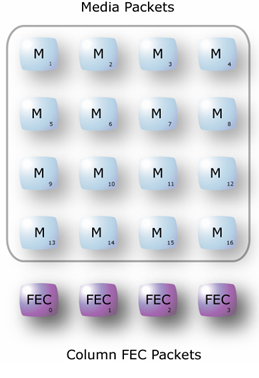 Media Packets
M 1 M 2 M 3 M 4
M 5 M 6 M 7 M 8
M 9 M 10 M 11 M 12
M 13 M 14 M 15 M 16
FEC 0 FEC 1 FEC 2 FEC 3
Column FEC Packets